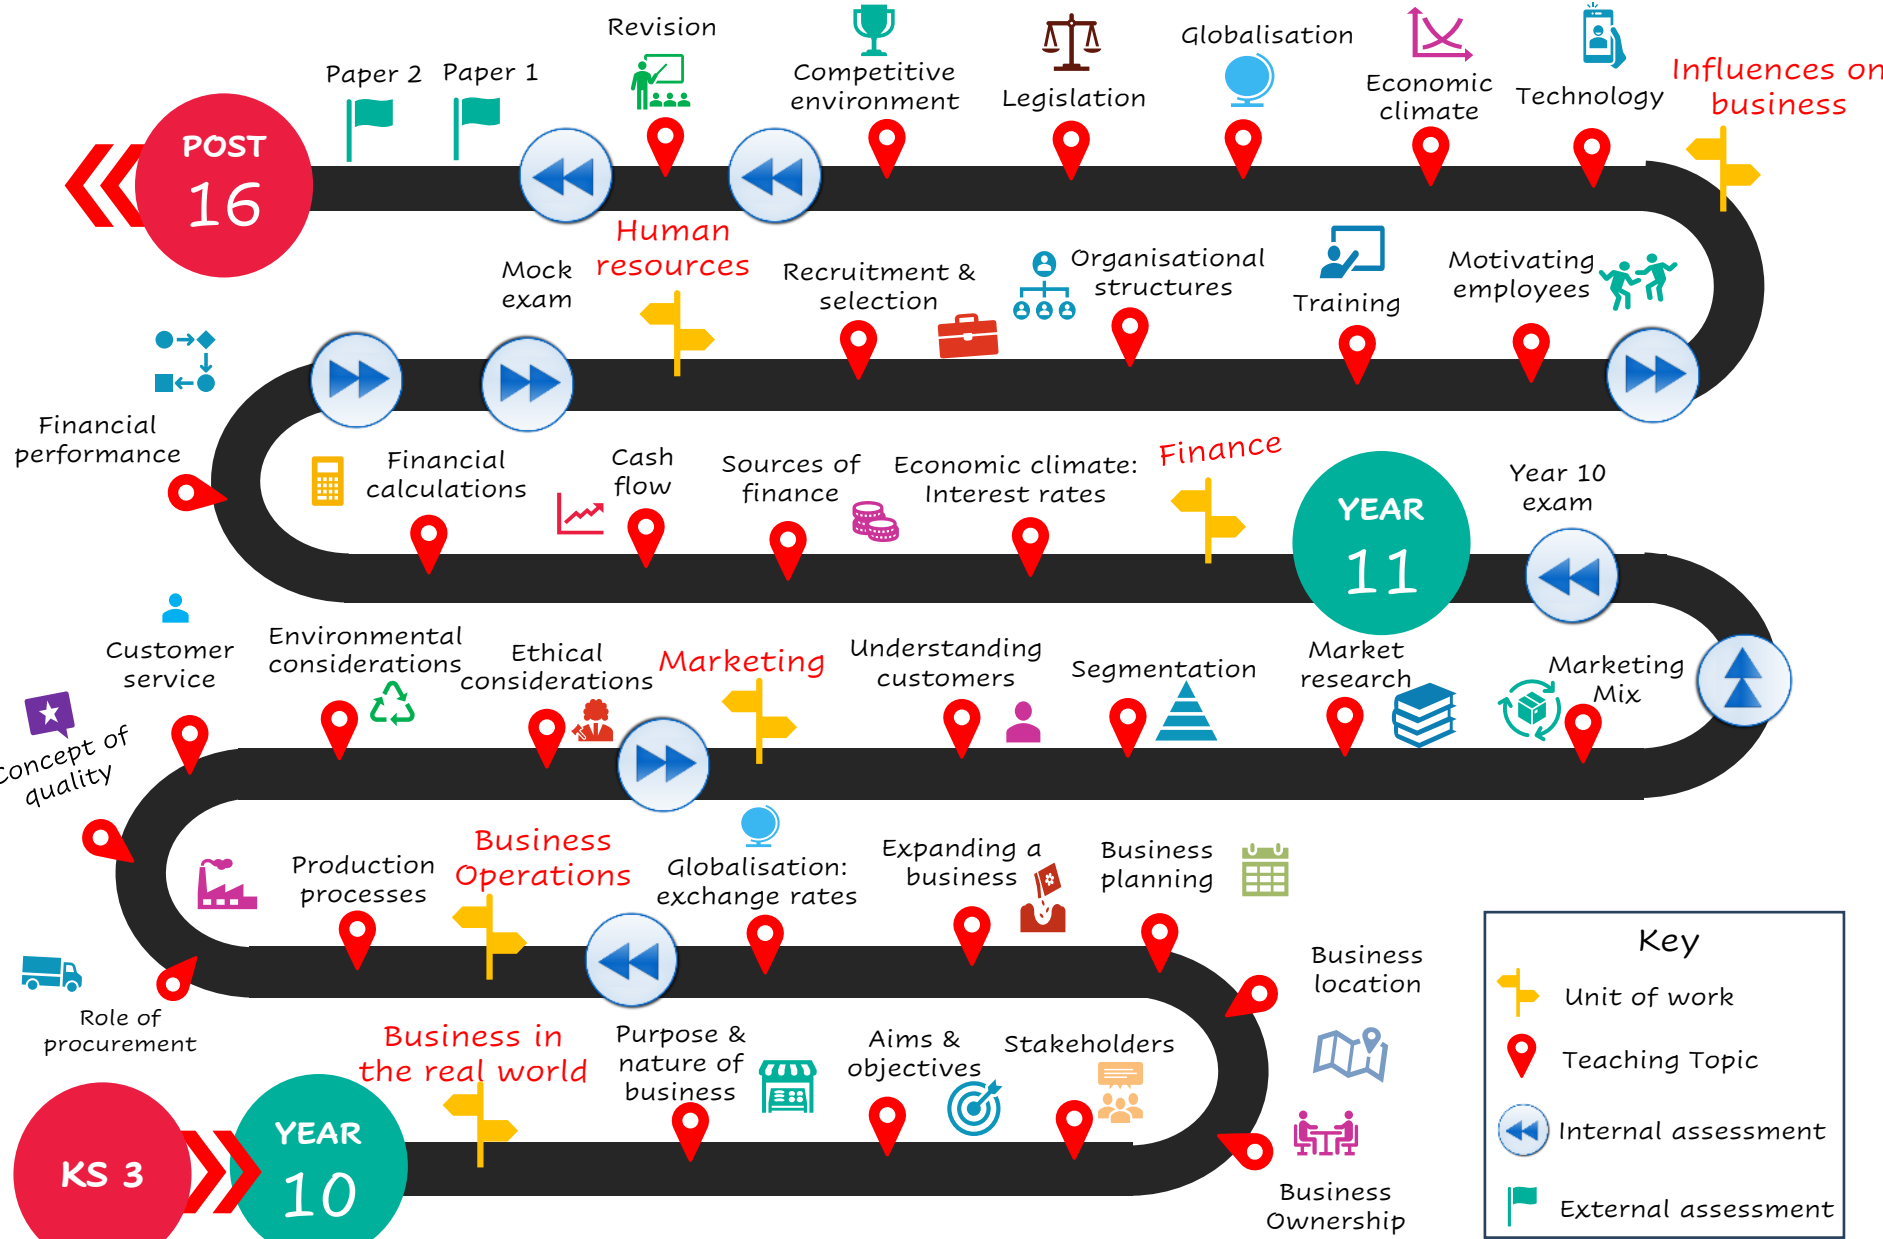 Revision
Paper 2
Paper 1
Competitive
environment
Legislation
Globalisation
Economic
climate
Technology
Influences on
business
POST
16
Human
resources
Mock
exam
Recruitment &
selection
Organisational
structures
Training
Motivating
employees
Financial
performance
Financial
calculations
Cash
flow
Sources of
finance
Economic climate:
Interest rates
Finance
YEAR
11
Year 10
exam
Customer
service
Environmental
considerations
Ethical
considerations
Marketing
Understanding
customers
Segmentation
Market
research
Marketing
Mix
Concept of
quality
Production
processes
Business
Operations
Globalisation:
exchange rates
Expanding a
business
Business
planning
Business
location
Role of
procurement
Business in
the real world
Purpose &
nature of
business
Aims &
objectives
Stakeholders
Business
Ownership
KS 3
YEAR
10
Key
Unit of work
Teaching Topic
Internal assessment
External assessment